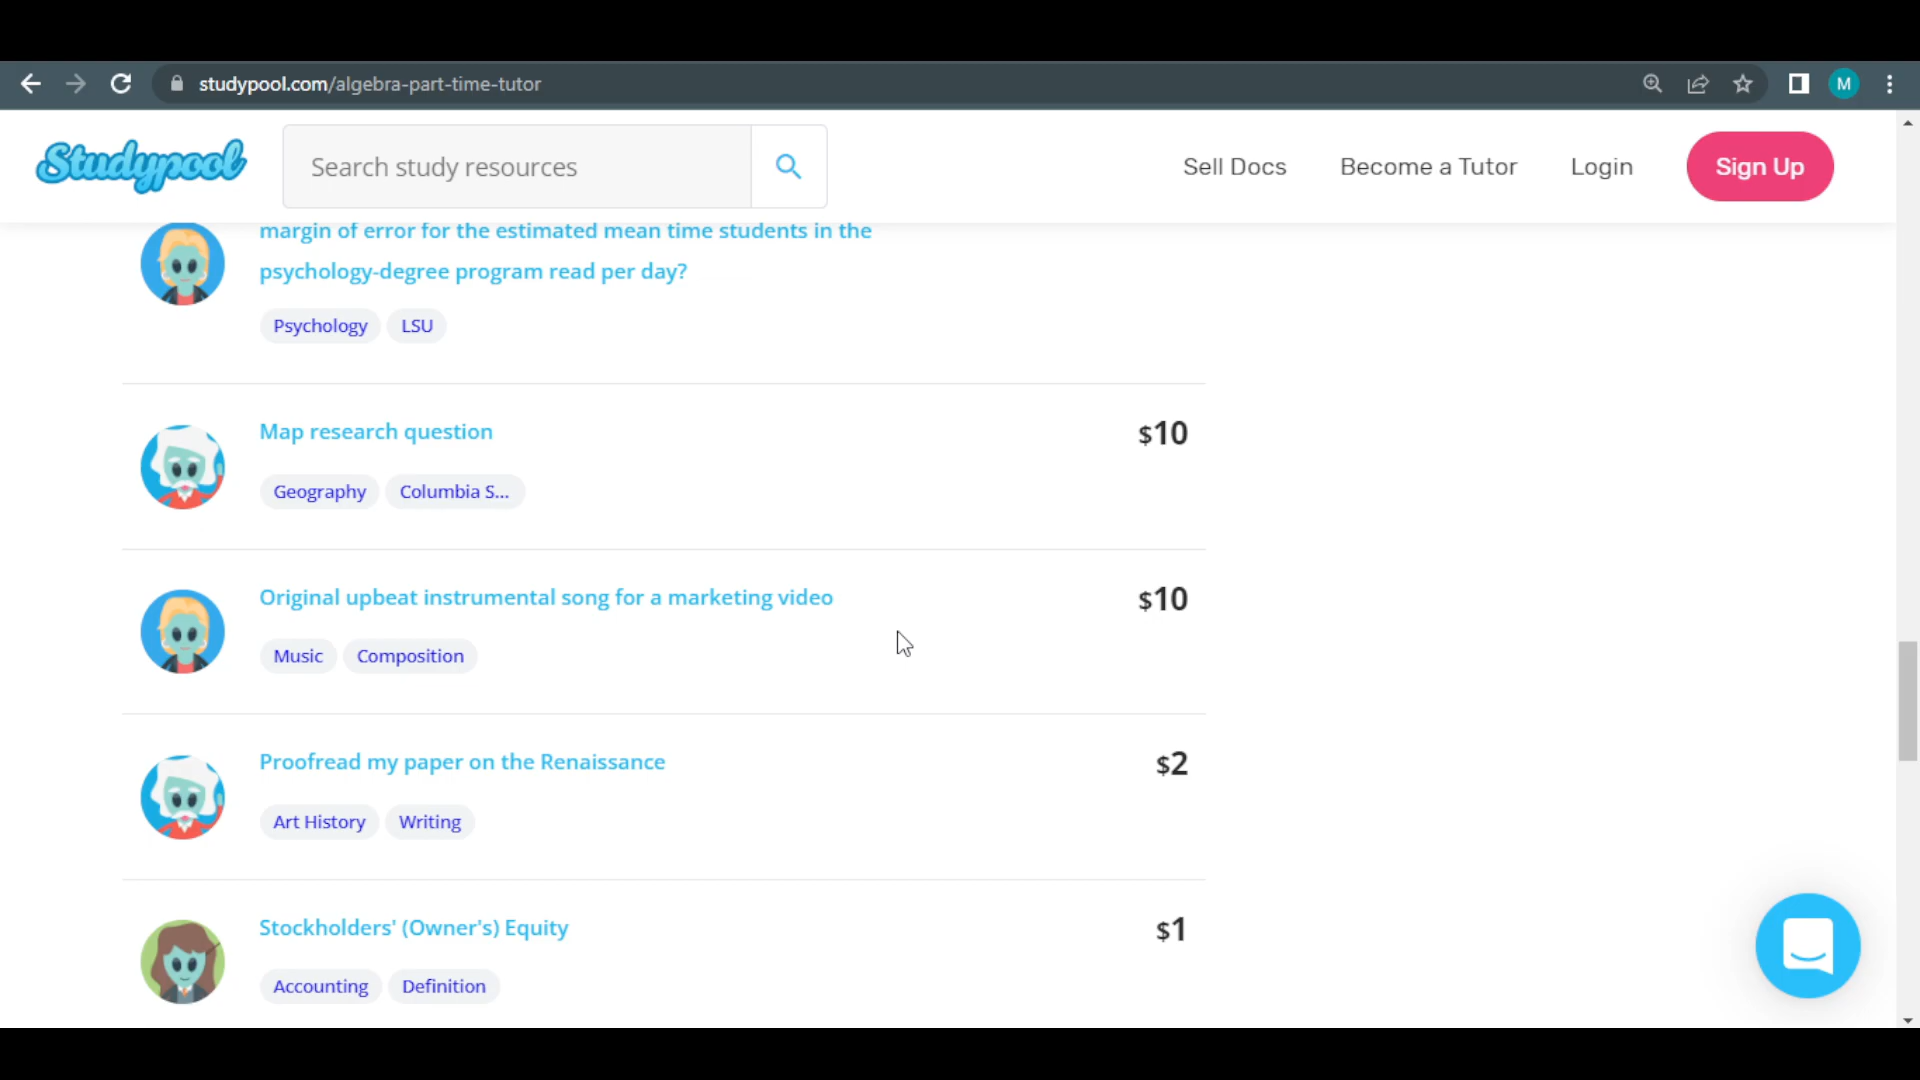 studypool.com/algebra-part-time-tutor
M
Studypool
Search study resources
Sell Docs
Become a Tutor
Login
Sign Up
margin of error for the estimated mean time students in the
psychology-degree program read per day?
Psychology
LSU
Map research question
$10
Geography
Columbia S...
Original upbeat instrumental song for a marketing video
$10
Music
Composition
Proofread my paper on the Renaissance
$2
Art History
Writing
Stockholders' (Owner's) Equity
$1
Accounting
Definition